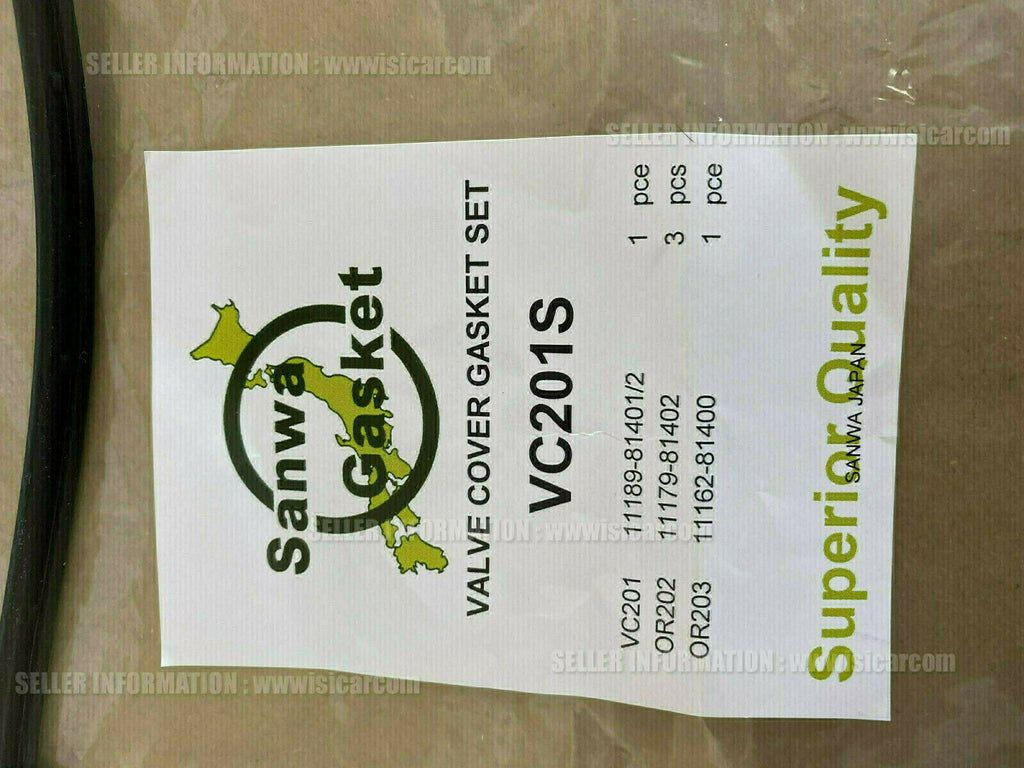 SELLER INFORMATION : wwwisicarcom
SELLER INFORMATION : wwwisicarcom
Sanwa
Gasket
VALVE COVER GASKET SET
VC201S
VC201 11189-81401/2 1 pce
OR202 11179-81402 3 pcs
OR203 11162-81400 1 pce
Superior Quality
SANWA JAPAN
SELLER INFORMATION : wwwisicarcom
SELLER INFORMATION : wwwisicarcom
SELLER INFORMATION : wwwisicarcom